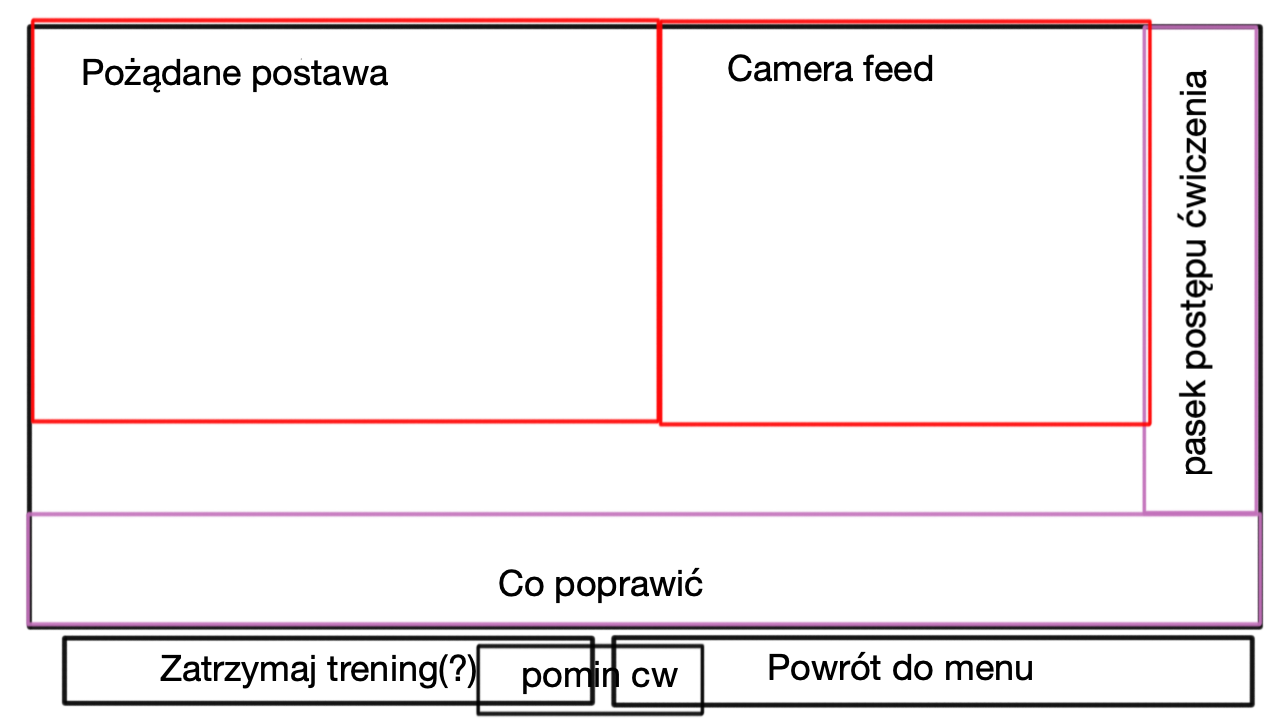 Pożądane postawa
Camera feed
pasek postępu ćwiczenia
Co poprawić
Zatrzymaj trening(?)
pomin cw
Powrót do menu